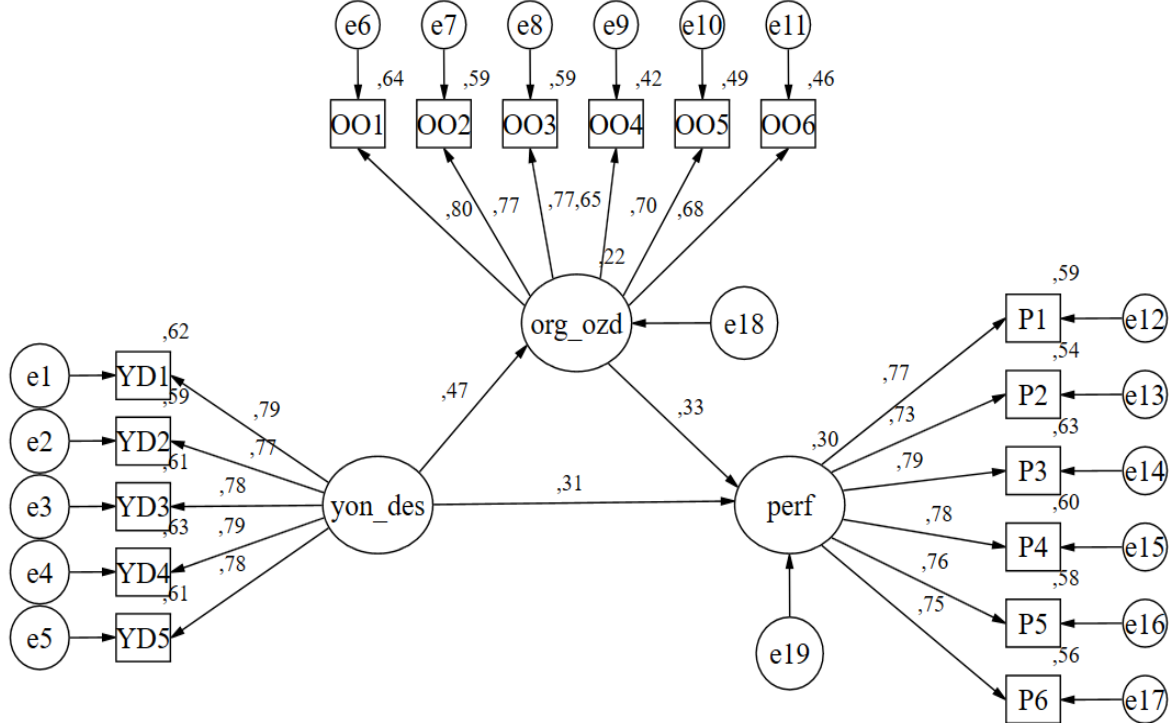 e6 e7 e8 e9 e10 e11
,64 ,59 ,59 ,42 ,49 ,46
OO1 OO2 OO3 OO4 OO5 OO6
,80 ,77 ,77 ,65 ,70 ,68
,22
org_ozd
e18
,47
,33
,31
yon_des
,62
e1 YD1
,79
,59
e2 YD2
,77
,61
e3 YD3
,78
,63
e4 YD4
,79
,61
e5 YD5
,78
,30
perf
e19
,59
P1 e12
,77
,54
P2 e13
,73
,63
P3 e14
,79
,60
P4 e15
,78
,58
P5 e16
,76
,56
P6 e17
,75